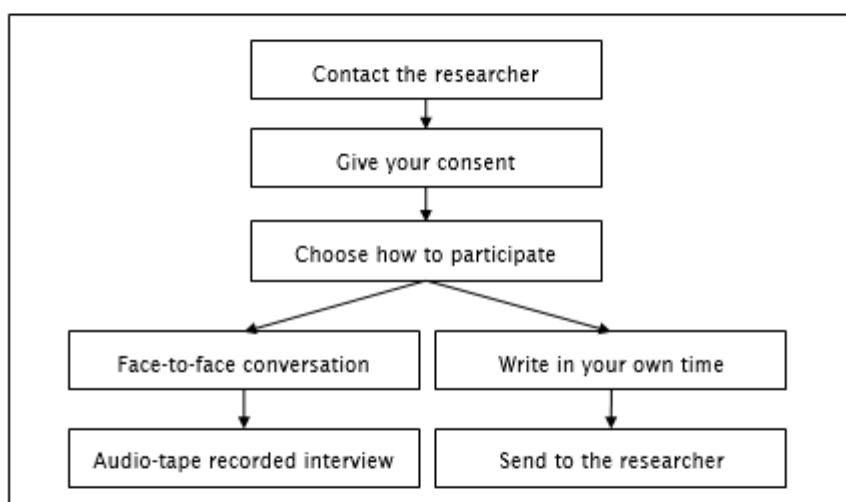 Contact the researcher
Give your consent
Choose how to participate
Face-to-face conversation
Write in your own time
Audio-tape recorded interview
Send to the researcher